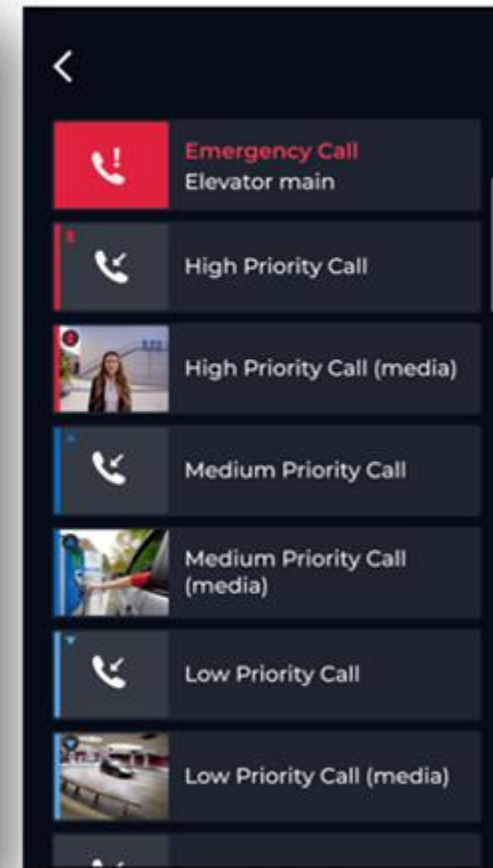 Emergency Call
Elevator main
High Priority Call
High Priority Call (media)
Medium Priority Call
Medium Priority Call
(media)
Low Priority Call
Low Priority Call (media)